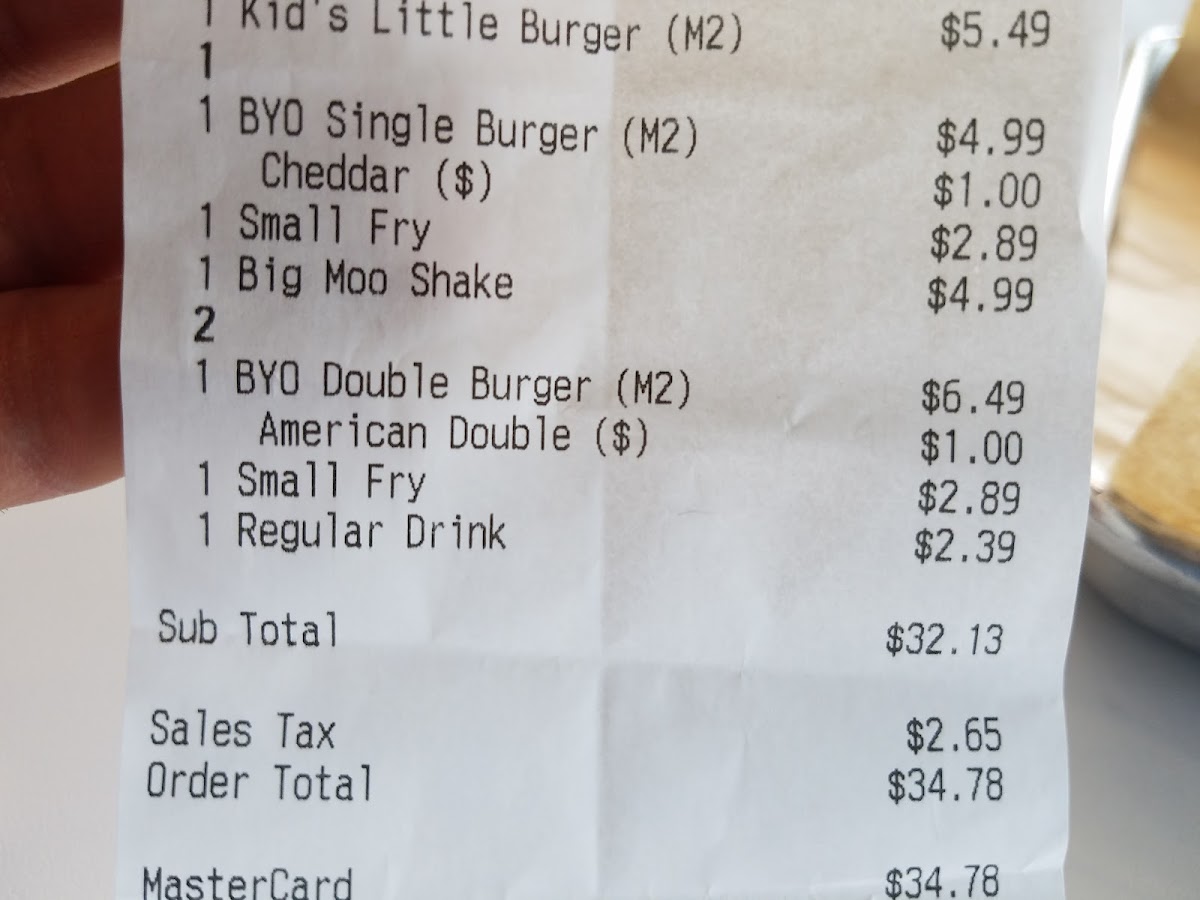 1 Kid's Little Burger (M2) $5.49
1
1 BYO Single Burger (M2) $4.99
Cheddar ($) $1.00
1 Small Fry $2.89
1 Big Moo Shake $4.99
2
1 BYO Double Burger (M2) $6.49
American Double ($) $1.00
1 Small Fry $2.89
1 Regular Drink $2.39
Sub Total $32.13
Sales Tax $2.65
Order Total $34.78
MasterCard $34.78